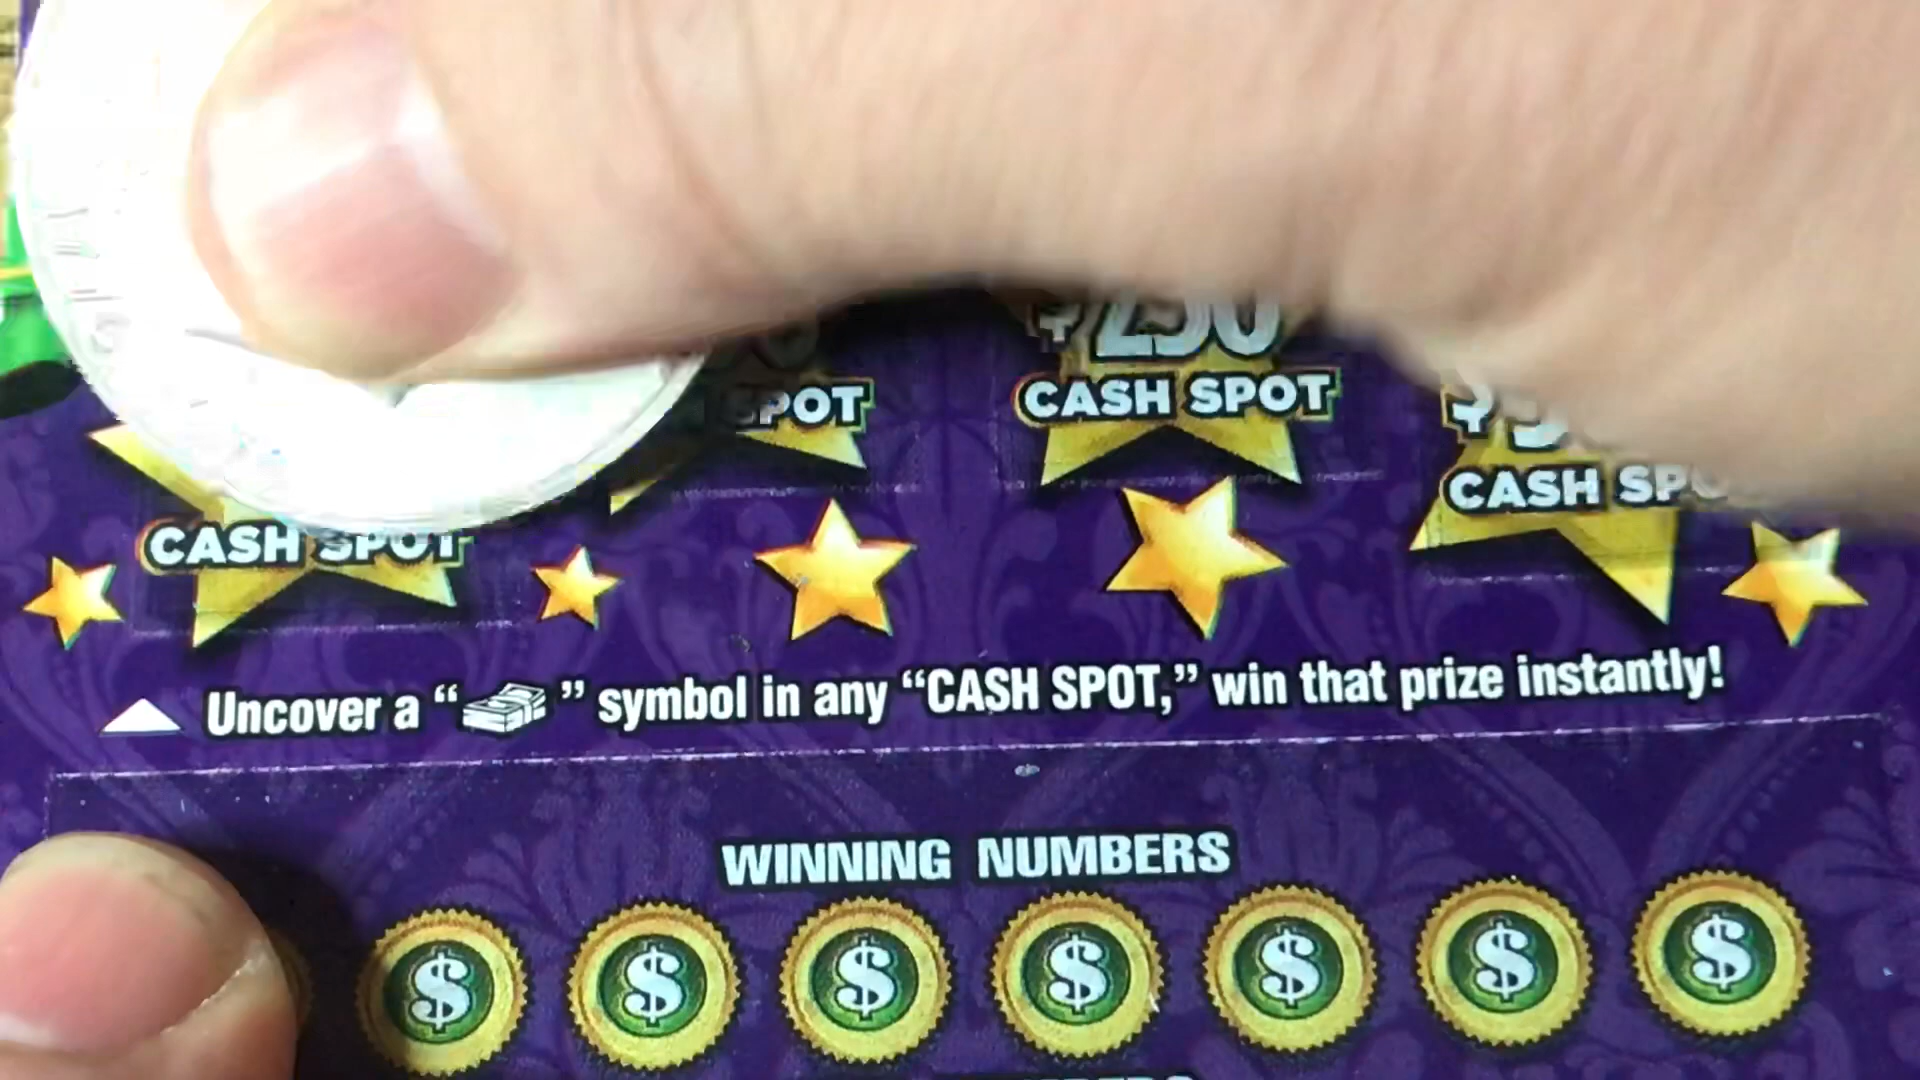 $250
CASH SPOT
SPOT
CASH SPOT
CASH
Uncover a “ ” symbol in any “CASH SPOT,” win that prize instantly!
WINNING NUMBERS
$ $ $ $ $ $ $